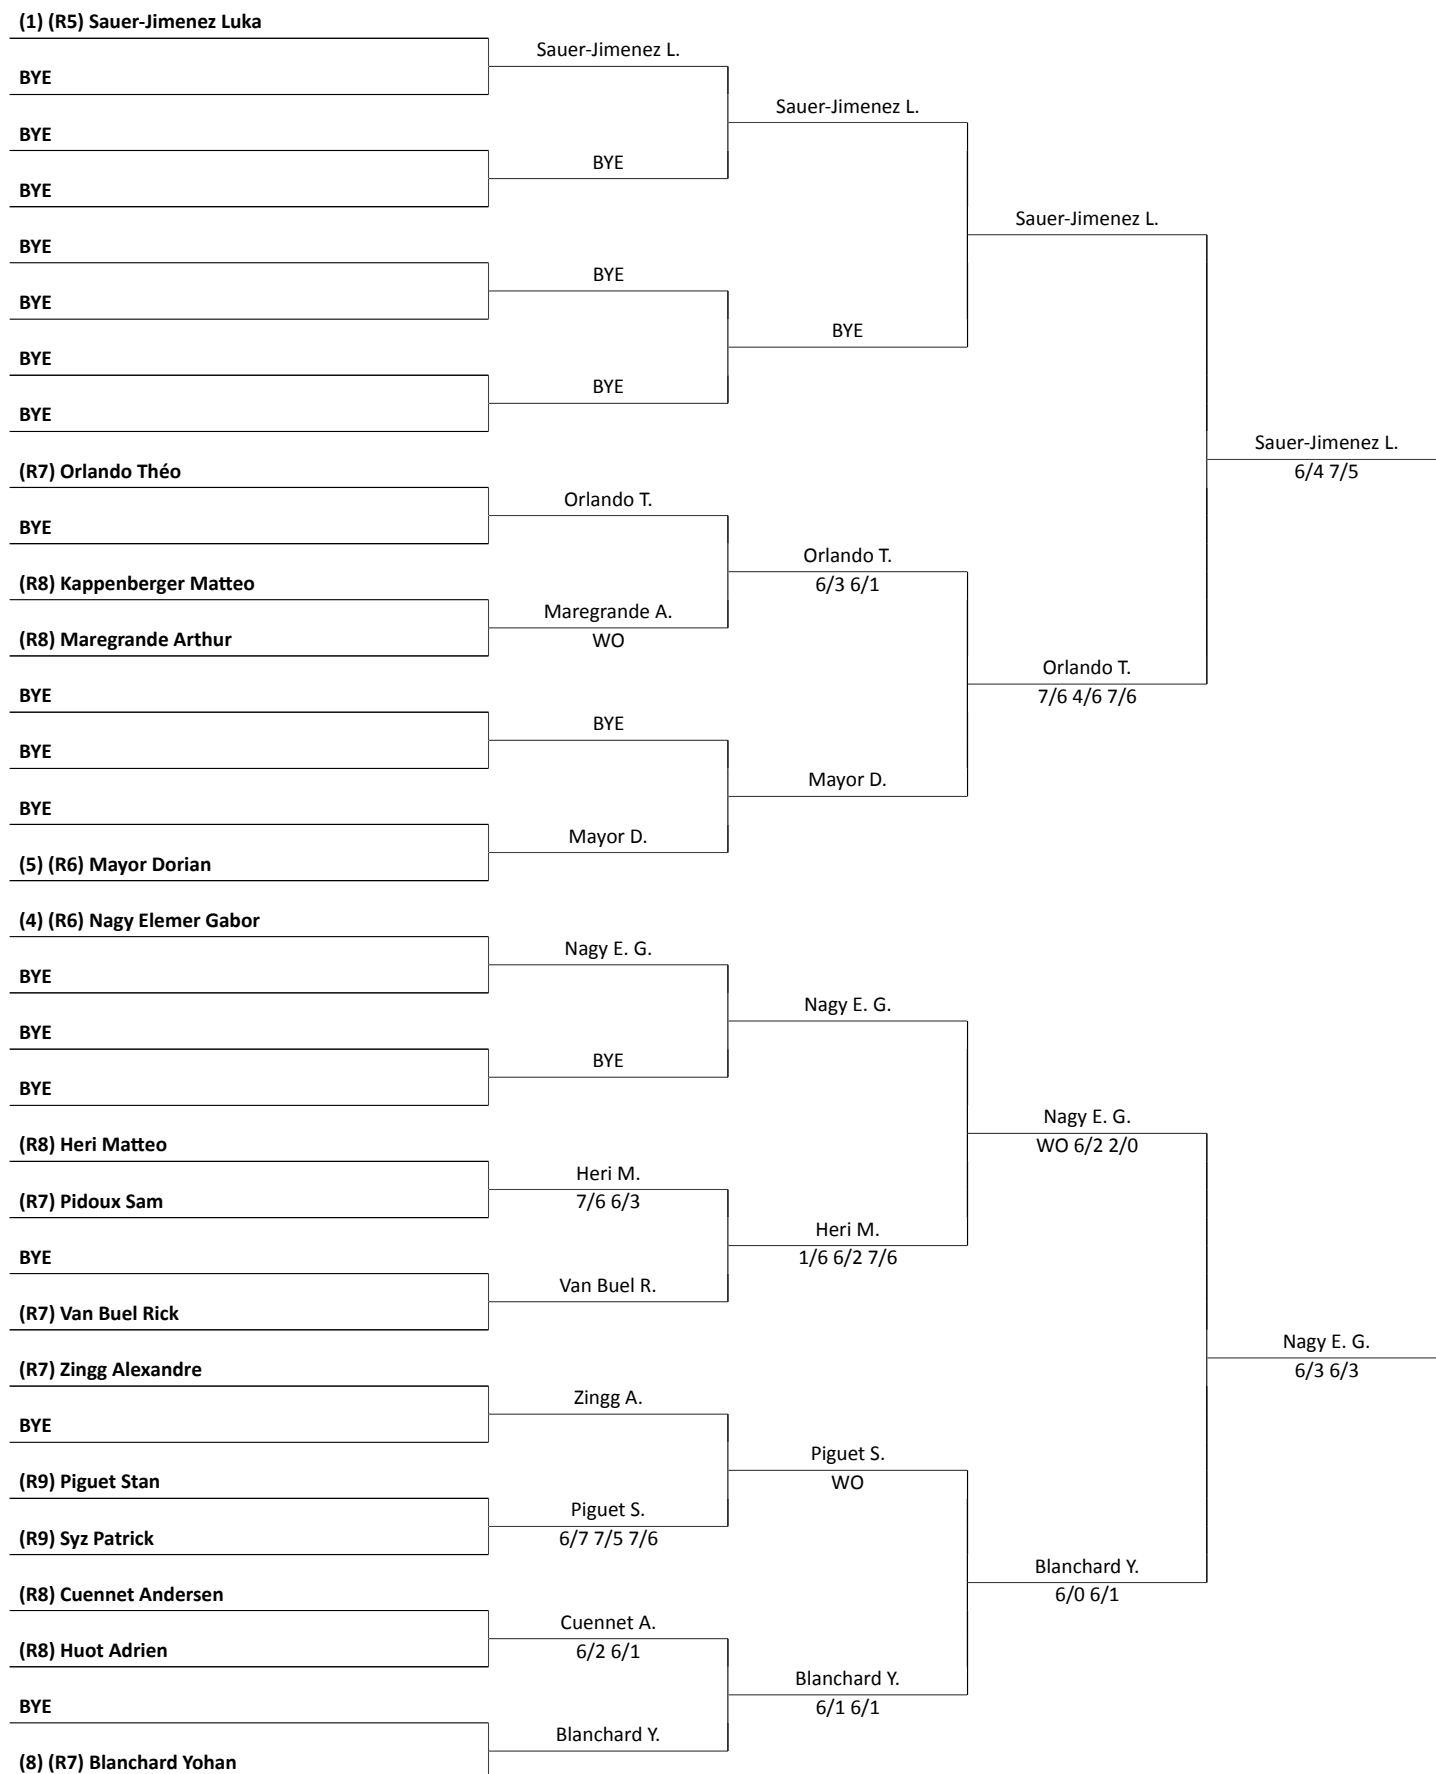 (1) (R5) Sauer-Jimenez Luka
Sauer-Jimenez L.
BYE
Sauer-Jimenez L.
BYE
BYE
BYE
Sauer-Jimenez L.
BYE
BYE
BYE
BYE
BYE
BYE
BYE
Sauer-Jimenez L.
6/4 7/5
(R7) Orlando Théo
Orlando T.
BYE
Orlando T.
6/3 6/1
(R8) Kappenberger Matteo
Maregrande A.
WO
(R8) Maregrande Arthur
Orlando T.
7/6 4/6 7/6
BYE
BYE
BYE
Mayor D.
BYE
Mayor D.
(5) (R6) Mayor Dorian
(4) (R6) Nagy Elemer Gabor
Nagy E. G.
BYE
Nagy E. G.
BYE
BYE
BYE
Nagy E. G.
WO 6/2 2/0
(R8) Heri Matteo
Heri M.
7/6 6/3
(R7) Pidoux Sam
Heri M.
1/6 6/2 7/6
BYE
Van Buel R.
(R7) Van Buel Rick
Nagy E. G.
6/3 6/3
(R7) Zingg Alexandre
Zingg A.
BYE
Piguet S.
WO
(R9) Piguet Stan
Piguet S.
6/7 7/5 7/6
(R9) Syz Patrick
Blanchard Y.
6/0 6/1
(R8) Cuennet Andersen
Cuennet A.
6/2 6/1
(R8) Huot Adrien
Blanchard Y.
6/1 6/1
BYE
Blanchard Y.
(8) (R7) Blanchard Yohan